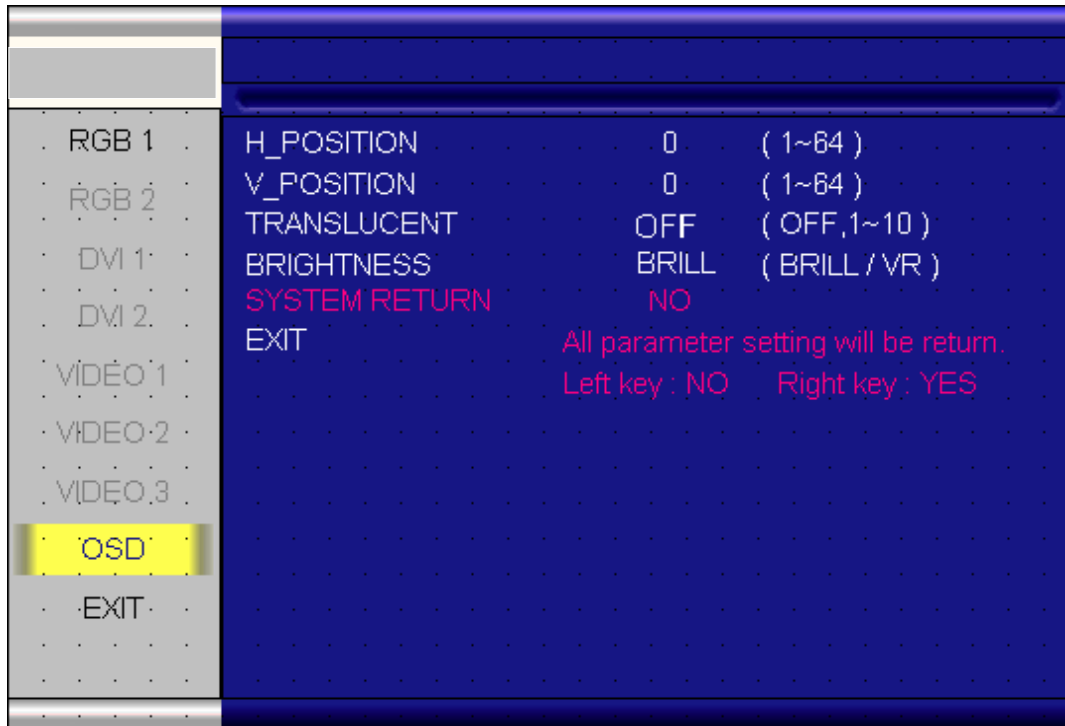 RGB 1
RGB 2
DVI 1
DVI 2
VIDEO 1
VIDEO 2
VIDEO 3
OSD
EXIT
H_POSITION 0 ( 1~64 )
V_POSITION 0 ( 1~64 )
TRANSLUCENT OFF ( OFF,1~10 )
BRIGHTNESS BRILL ( BRILL / VR )
SYSTEM RETURN NO
EXIT
All parameter setting will be return.
Left key : NO Right key : YES